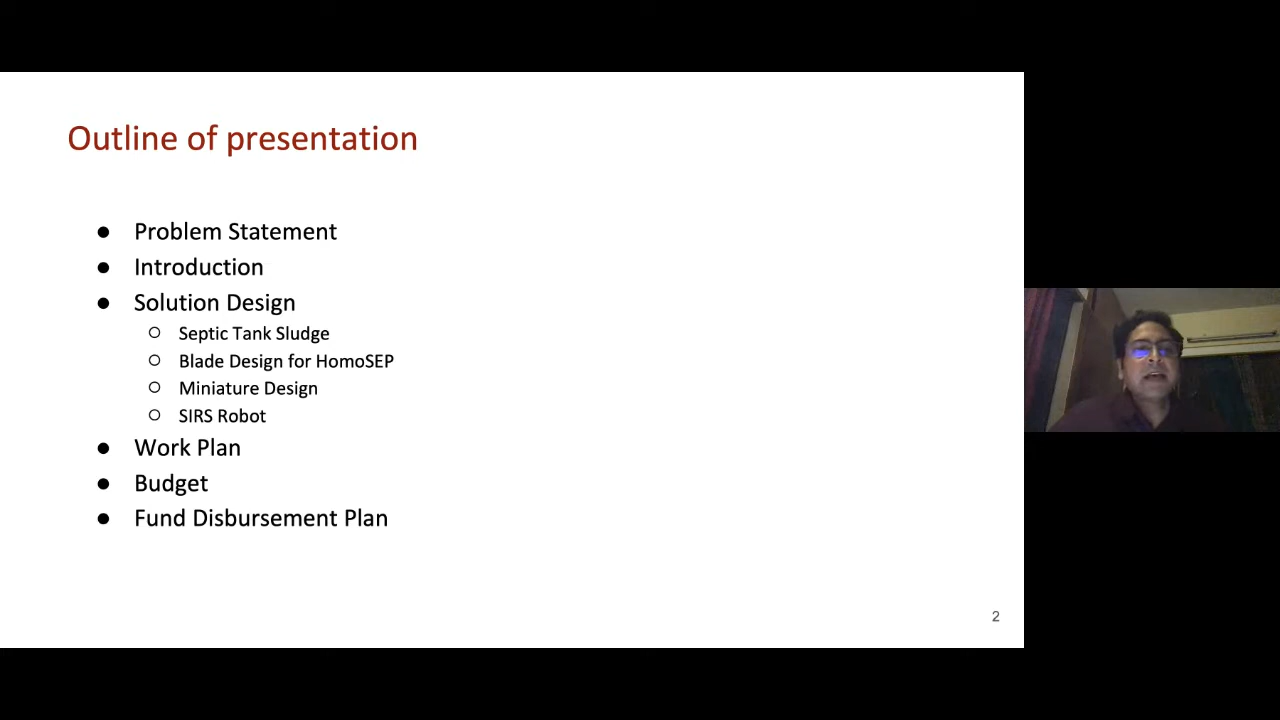 Outline of presentation
● Problem Statement
● Introduction
● Solution Design
○ Septic Tank Sludge
○ Blade Design for HomoSEP
○ Miniature Design
○ SIRS Robot
● Work Plan
● Budget
● Fund Disbursement Plan
2